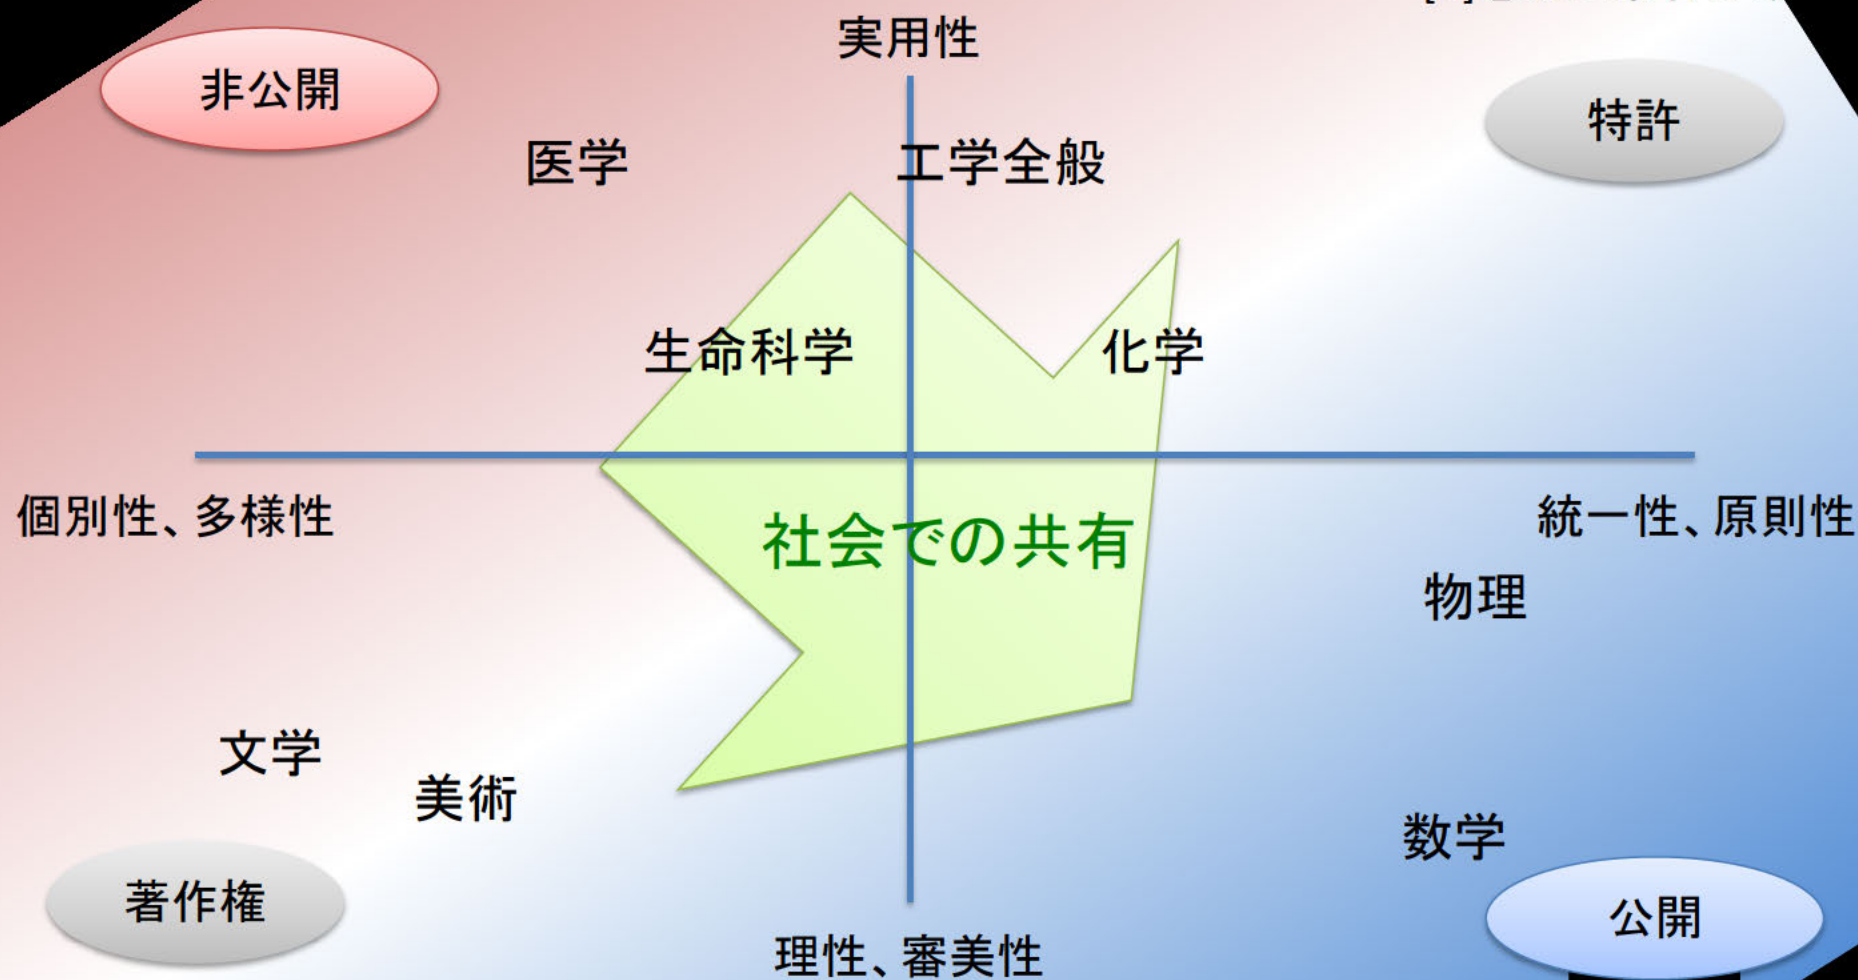 実用性
非公開
特許
医学
工学全般
生命科学
化学
個別性、多様性
統一性、原則性
社会での共有
物理
文学
美術
数学
著作権
公開
理性、審美性